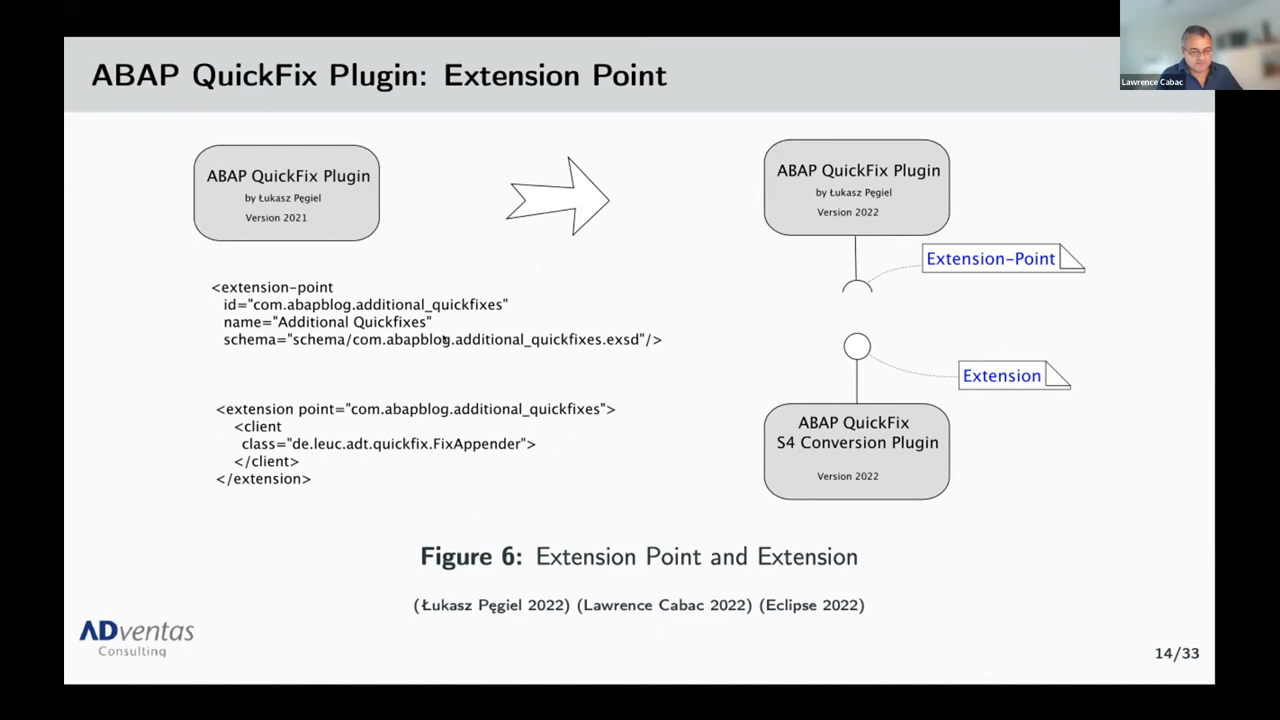 ABAP QuickFix Plugin: Extension Point
Lawrence Cabac
ABAP QuickFix Plugin
by Łukasz Pęgiel
Version 2021
ABAP QuickFix Plugin
by Łukasz Pęgiel
Version 2022
Extension-Point
<extension-point
id="com.abapblog.additional_quickfixes"
name="Additional Quickfixes"
schema="schema/com.abapblog.additional_quickfixes.exsd"/>
Extension
<extension point="com.abapblog.additional_quickfixes">
<client
class="de.leuc.adt.quickfix.FixAppender">
</client>
</extension>
ABAP QuickFix
S4 Conversion Plugin
Version 2022
Figure 6: Extension Point and Extension
(Łukasz Pęgiel 2022) (Lawrence Cabac 2022) (Eclipse 2022)
ADventas
Consulting
14/33